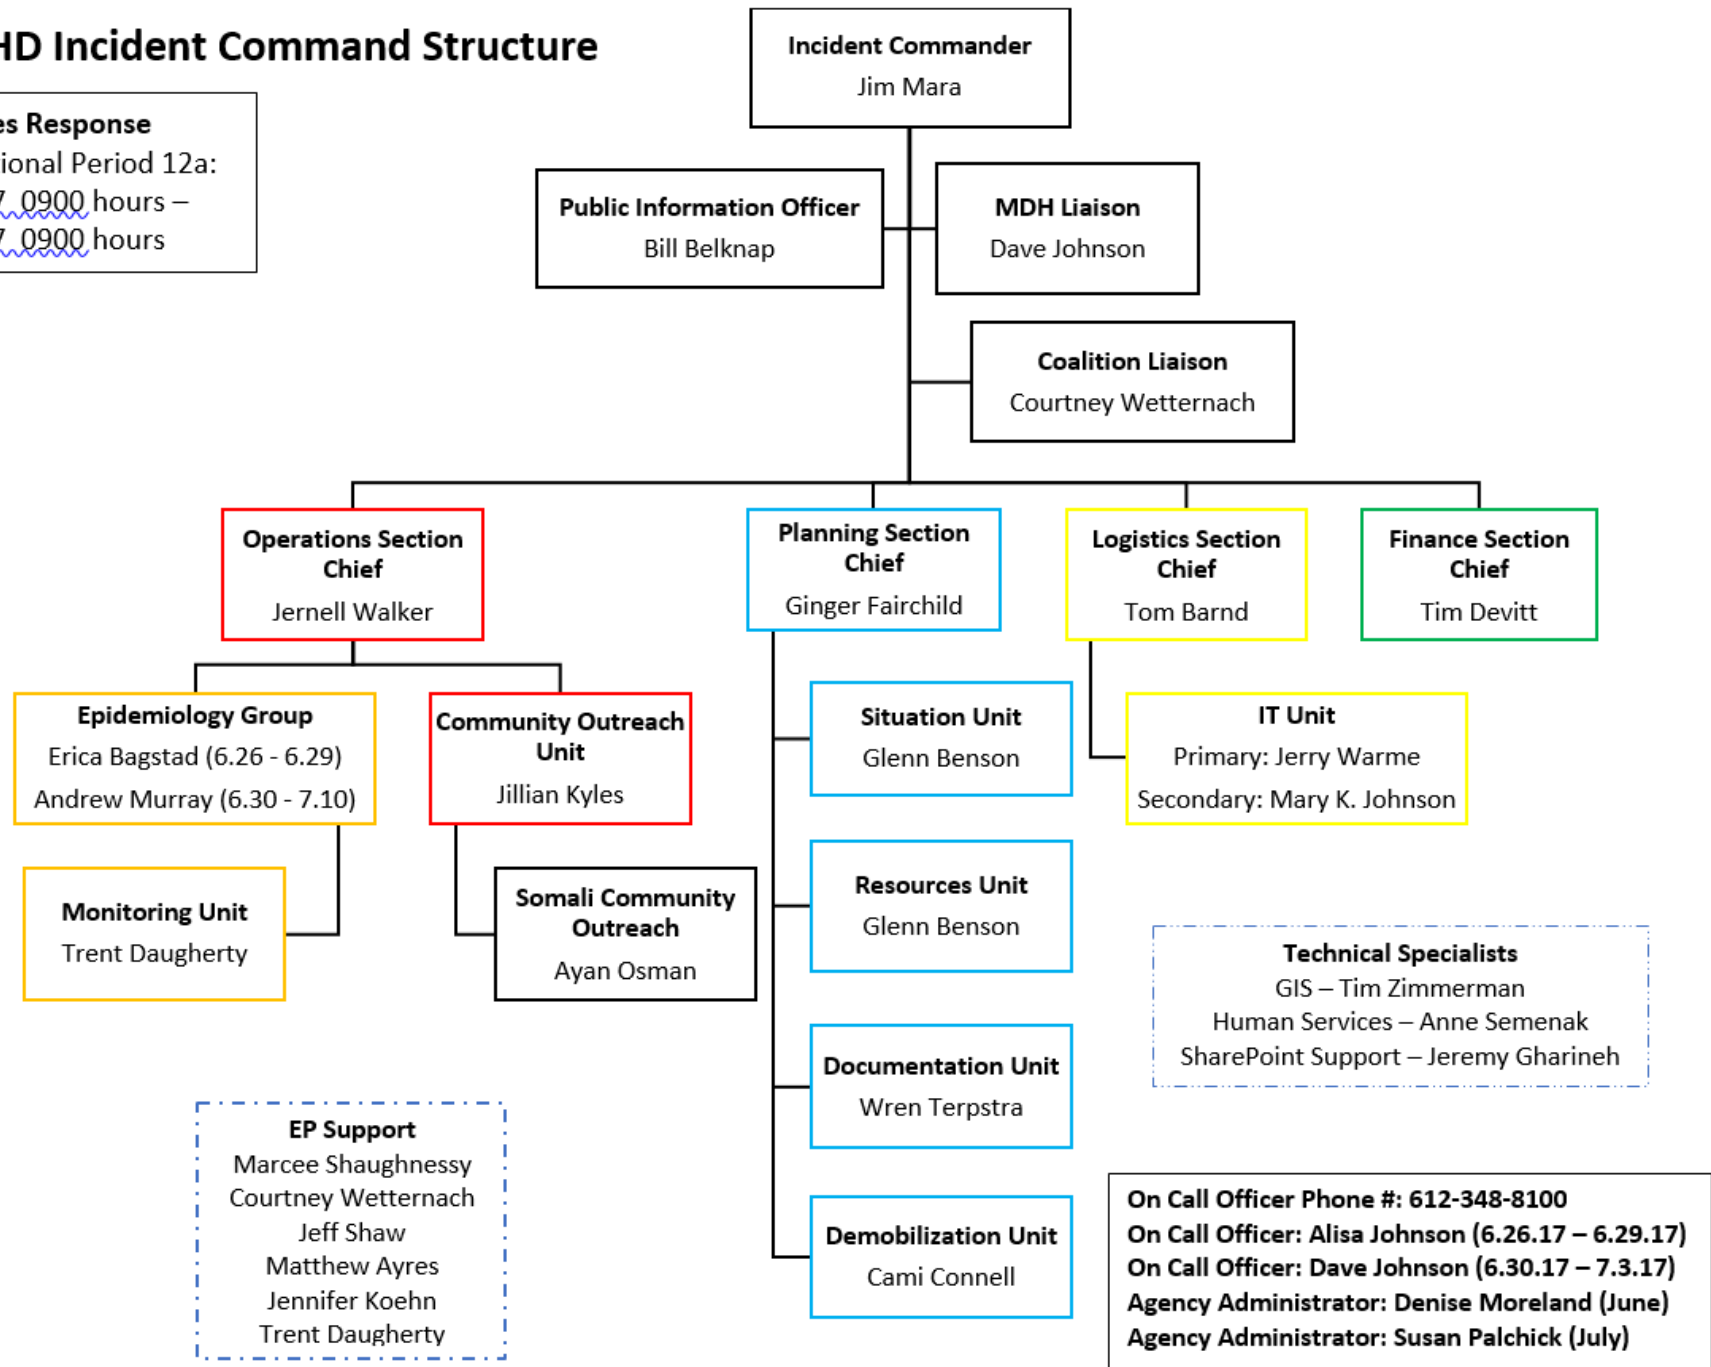 HD Incident Command Structure
es Response
ional Period 12a:
7 0900 hours –
7 0900 hours
Incident Commander
Jim Mara
Public Information Officer
Bill Belknap
MDH Liaison
Dave Johnson
Coalition Liaison
Courtney Wetternach
Operations Section
Chief
Jernell Walker
Planning Section
Chief
Ginger Fairchild
Logistics Section
Chief
Tom Barnd
Finance Section
Chief
Tim Devitt
Epidemiology Group
Erica Bagstad (6.26 - 6.29)
Andrew Murray (6.30 - 7.10)
Community Outreach
Unit
Jillian Kyles
Monitoring Unit
Trent Daugherty
Somali Community
Outreach
Ayan Osman
Situation Unit
Glenn Benson
Resources Unit
Glenn Benson
Documentation Unit
Wren Terpstra
Demobilization Unit
Cami Connell
IT Unit
Primary: Jerry Warme
Secondary: Mary K. Johnson
Technical Specialists
GIS – Tim Zimmerman
Human Services – Anne Semenak
SharePoint Support – Jeremy Gharineh
EP Support
Marcee Shaughnessy
Courtney Wetternach
Jeff Shaw
Matthew Ayres
Jennifer Koehn
Trent Daugherty
On Call Officer Phone #: 612-348-8100
On Call Officer: Alisa Johnson (6.26.17 – 6.29.17)
On Call Officer: Dave Johnson (6.30.17 – 7.3.17)
Agency Administrator: Denise Moreland (June)
Agency Administrator: Susan Palchick (July)